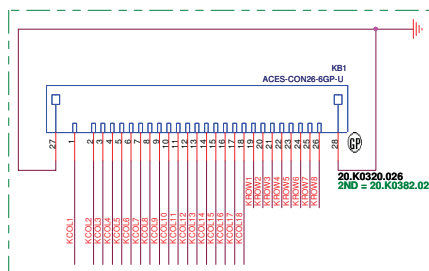 KB1
ACES-CON26-6GP-U
27
1
2
3
4
5
6
7
8
9
10
11
12
13
14
15
16
17
18
19
20
21
22
23
24
25
26
28
GP
20.K0320.026
2ND = 20.K0382.02
KCOL1
KCOL2
KCOL3
KCOL4
KCOL5
KCOL6
KCOL7
KCOL8
KCOL9
KCOL10
KCOL11
KCOL12
KCOL13
KCOL14
KCOL15
KCOL16
KCOL17
KCOL18
KROW1
KROW2
KROW3
KROW4
KROW5
KROW6
KROW7
KROW8